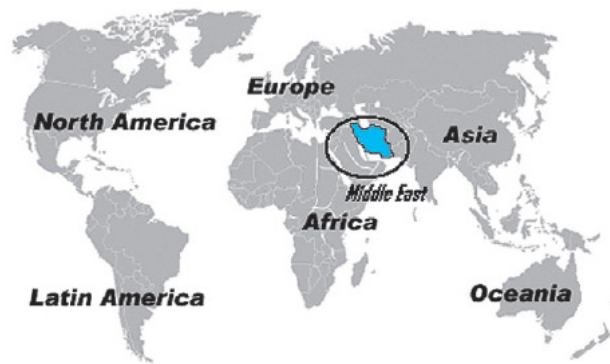 Europe
North America
Asia
Middle East
Africa
Latin America
Oceania